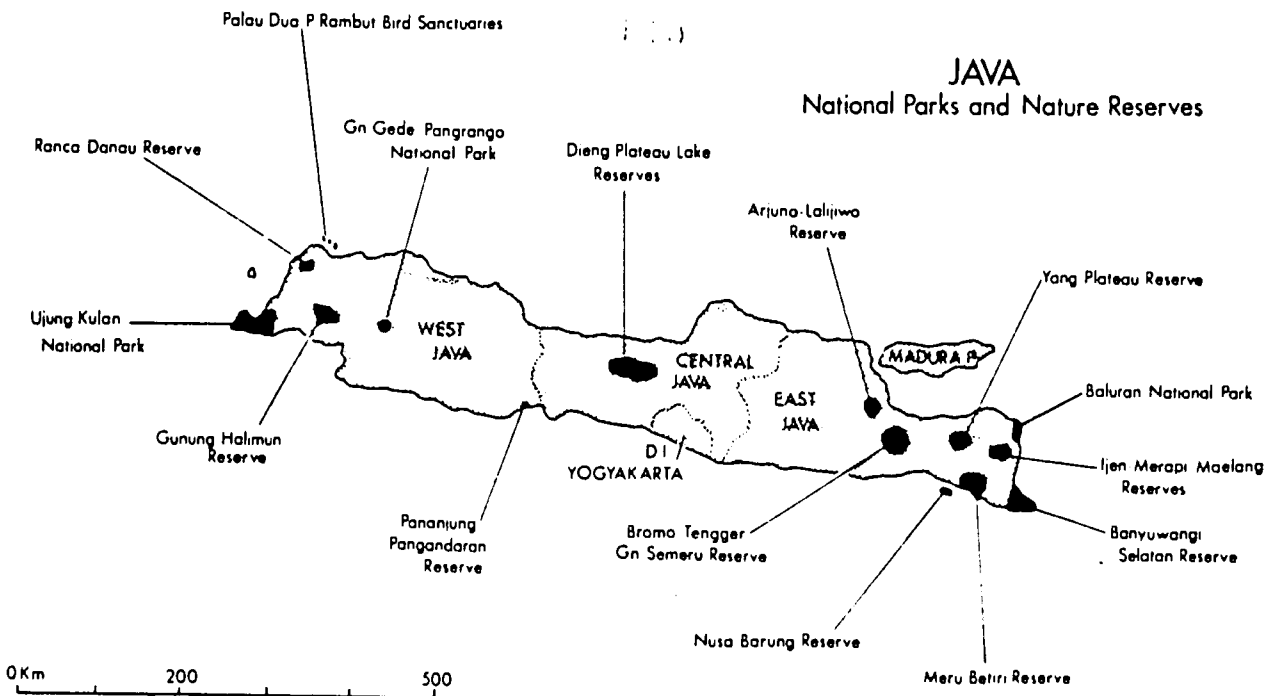 Palau Dua P Rambut Bird Sanctuaries
JAVA
National Parks and Nature Reserves
Gn Gede Pangrango
National Park
Ranca Danau Reserve
Dieng Plateau Lake
Reserves
Arjuno-Lalijiwo
Reserve
Yang Plateau Reserve
Ujung Kulan
National Park
WEST
JAVA
CENTRAL
JAVA
MADURA P.
EAST
JAVA
Baluran National Park
Gunung Halimun
Reserve
D I
YOGYAKARTA
Ijen Merapi Maelang
Reserves
Pananjung
Pangandaran
Reserve
Bromo Tengger
Gn Semeru Reserve
Banyuwangi
Selatan Reserve
Nusa Barung Reserve
Meru Betiri Reserve
0 Km
200
500